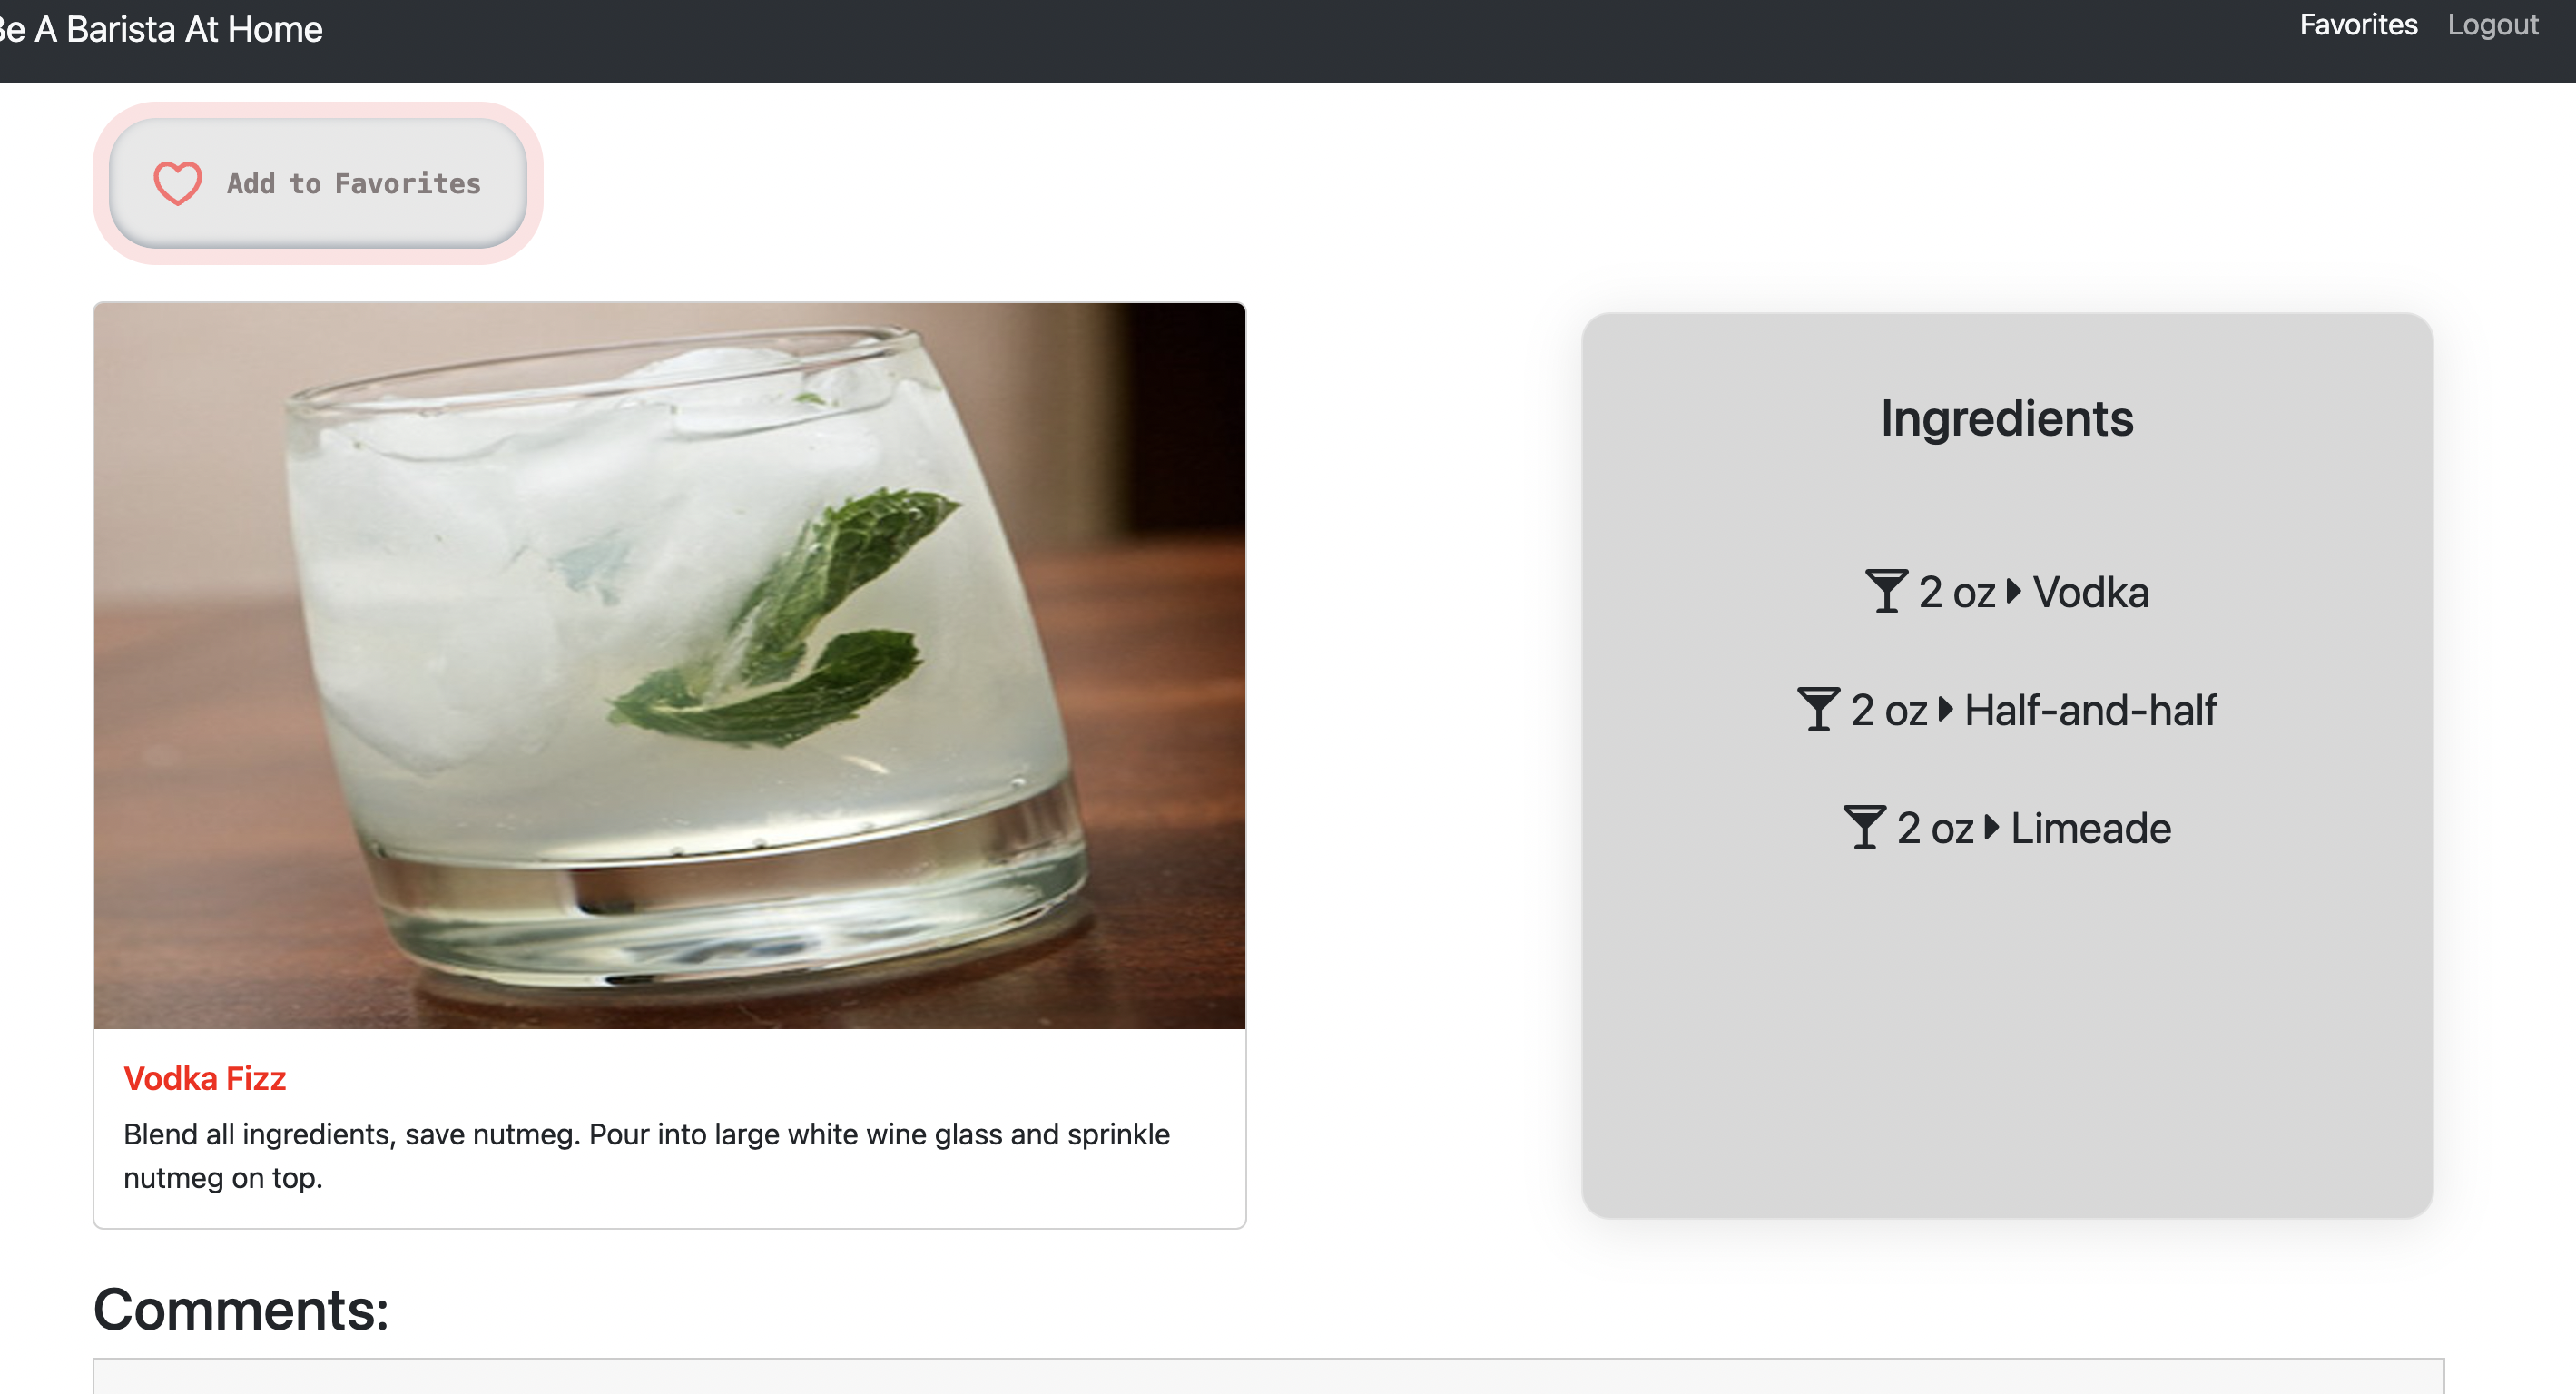 Be A Barista At Home
Favorites Logout
Add to Favorites
Ingredients
2 oz Vodka
2 oz Half-and-half
2 oz Limeade
Vodka Fizz
Blend all ingredients, save nutmeg. Pour into large white wine glass and sprinkle
nutmeg on top.
Comments: